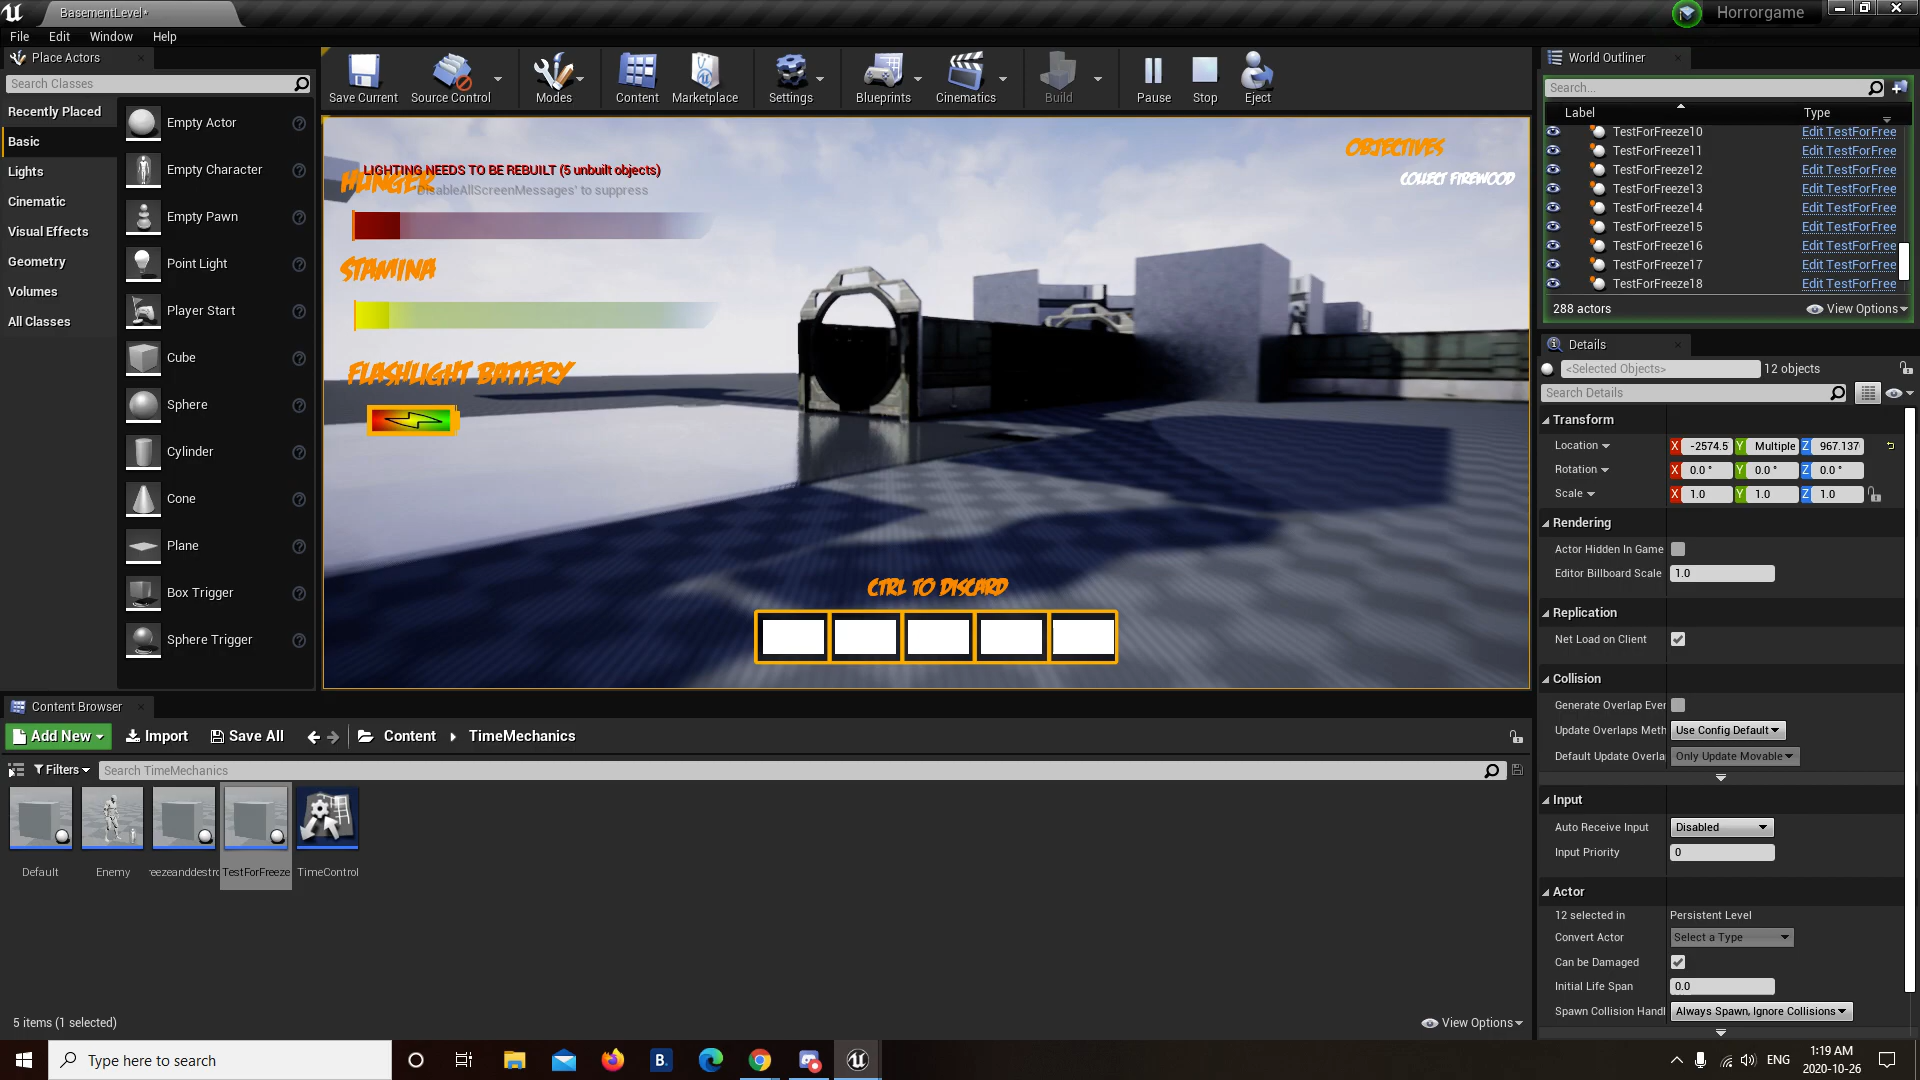 BasementLevel*
Horrorgame
File Edit Window Help
Place Actors
Search Classes
Recently Placed
Basic
Lights
Cinematic
Visual Effects
Geometry
Volumes
All Classes
Empty Actor
Empty Character
Empty Pawn
Point Light
Player Start
Cube
Sphere
Cylinder
Cone
Plane
Box Trigger
Sphere Trigger
Save Current
Source Control
Modes
Content
Marketplace
Settings
Blueprints
Cinematics
Build
Pause
Stop
Eject
LIGHTING NEEDS TO BE REBUILT (5 unbuilt objects)
DisableAllScreenMessages' to suppress
HUNGER
STAMINA
FLASHLIGHT BATTERY
OBJECTIVES
COLLECT FIREWOOD
CTRL TO DISCARD
World Outliner
Search...
Label Type
TestForFreeze10 Edit TestForFree
TestForFreeze11 Edit TestForFree
TestForFreeze12 Edit TestForFree
TestForFreeze13 Edit TestForFree
TestForFreeze14 Edit TestForFree
TestForFreeze15 Edit TestForFree
TestForFreeze16 Edit TestForFree
TestForFreeze17 Edit TestForFree
TestForFreeze18 Edit TestForFree
288 actors View Options
Details
<Selected Objects> 12 objects
Search Details
Transform
Location X -2574.5 Y Multiple Z 967.137
Rotation X 0.0 ° Y 0.0 ° Z 0.0 °
Scale X 1.0 Y 1.0 Z 1.0
Rendering
Actor Hidden In Game
Editor Billboard Scale 1.0
Replication
Net Load on Client
Collision
Generate Overlap Ever
Update Overlaps Meth Use Config Default
Default Update Overla Only Update Movable
Input
Auto Receive Input Disabled
Input Priority 0
Actor
12 selected in Persistent Level
Convert Actor Select a Type
Can be Damaged
Initial Life Span 0.0
Spawn Collision Handl Always Spawn, Ignore Collisions
Content Browser
Add New Import Save All Content TimeMechanics
Filters Search TimeMechanics
Default
Enemy
reezeanddestro
TestForFreeze
TimeControl
5 items (1 selected) View Options
Type here to search
B.
ENG
1:19 AM
2020-10-26